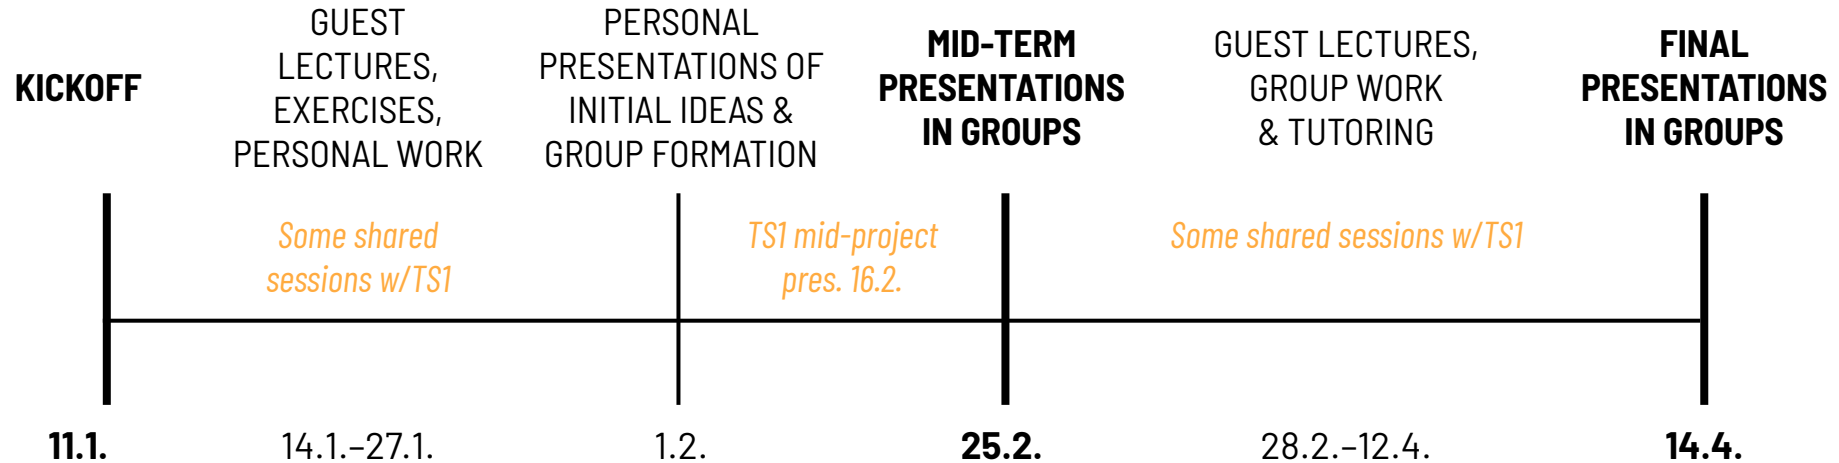 KICKOFF
GUEST
LECTURES,
EXERCISES,
PERSONAL WORK
PERSONAL
PRESENTATIONS OF
INITIAL IDEAS &
GROUP FORMATION
MID-TERM
PRESENTATIONS
IN GROUPS
GUEST LECTURES,
GROUP WORK
& TUTORING
FINAL
PRESENTATIONS
IN GROUPS
Some shared
sessions w/TS1
TS1 mid-project
pres. 16.2.
Some shared sessions w/TS1
11.1.
14.1.–27.1.
1.2.
25.2.
28.2.–12.4.
14.4.